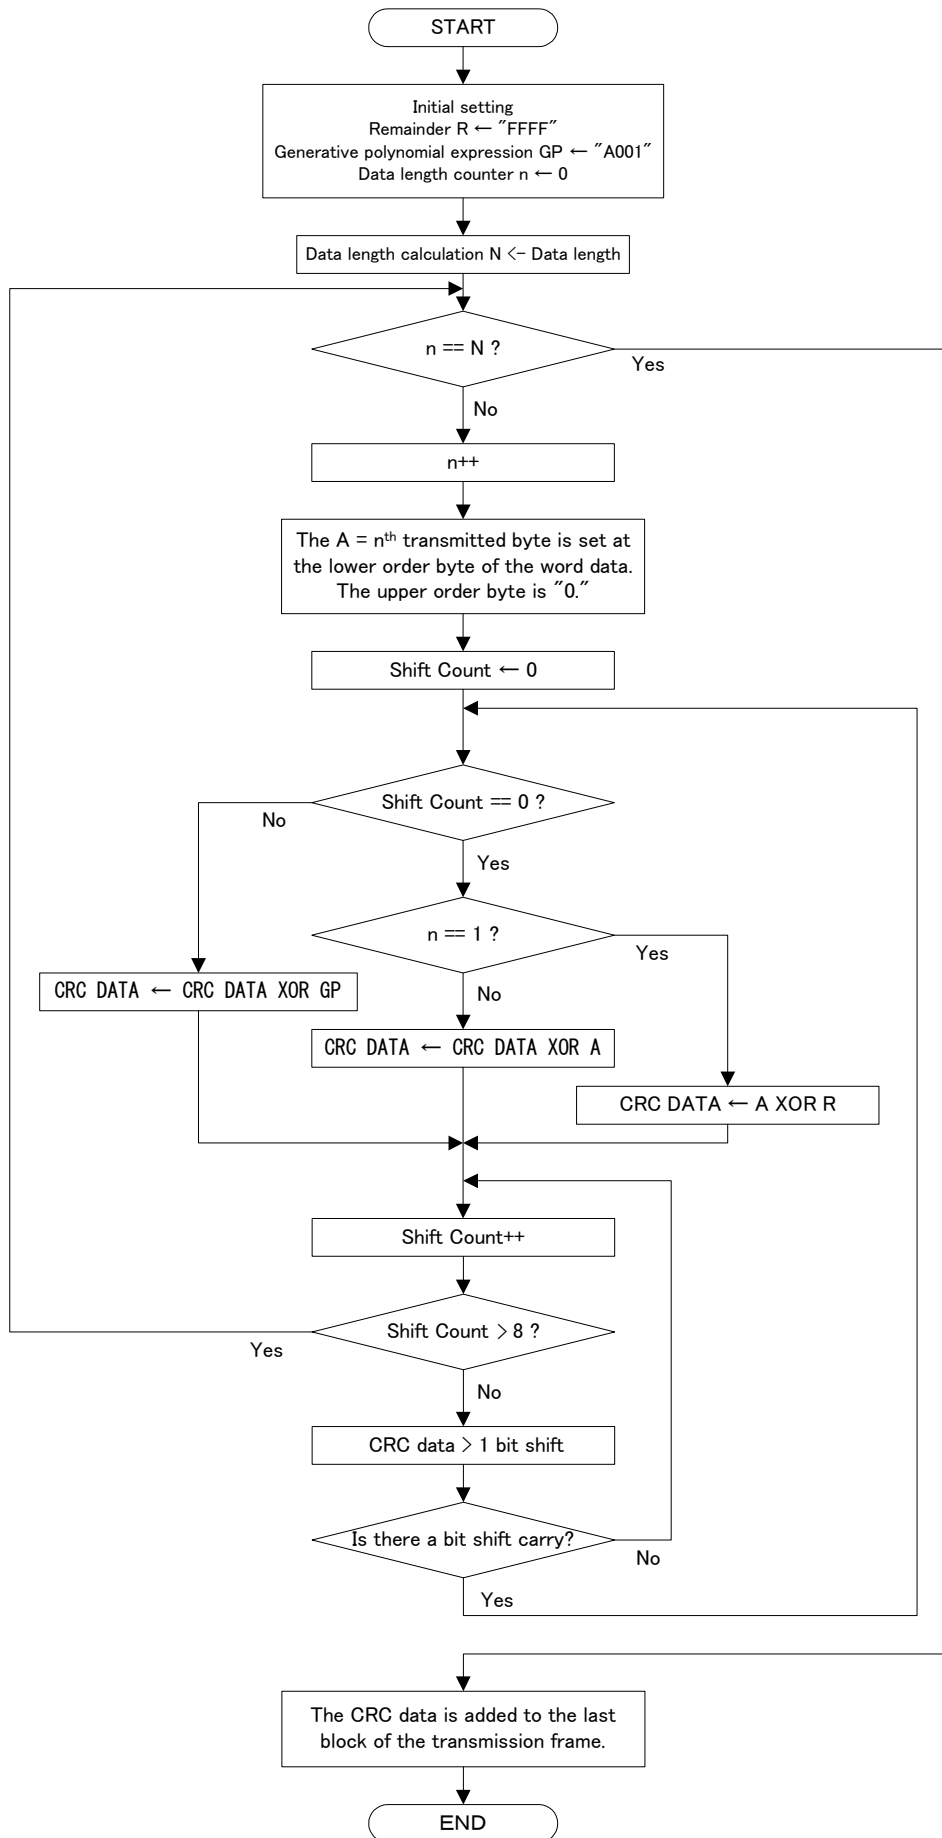 START
Initial setting
Remainder R ← "FFFF"
Generative polynomial expression GP ← "A001"
Data length counter n ← 0
Data length calculation N <- Data length
n == N ?
Yes
No
n++
The A = nth transmitted byte is set at
the lower order byte of the word data.
The upper order byte is "0."
Shift Count ← 0
Shift Count == 0 ?
No
Yes
n == 1 ?
Yes
CRC DATA ← CRC DATA XOR GP
No
CRC DATA ← CRC DATA XOR A
CRC DATA ← A XOR R
Shift Count++
Shift Count > 8 ?
Yes
No
CRC data > 1 bit shift
Is there a bit shift carry?
No
Yes
The CRC data is added to the last
block of the transmission frame.
END